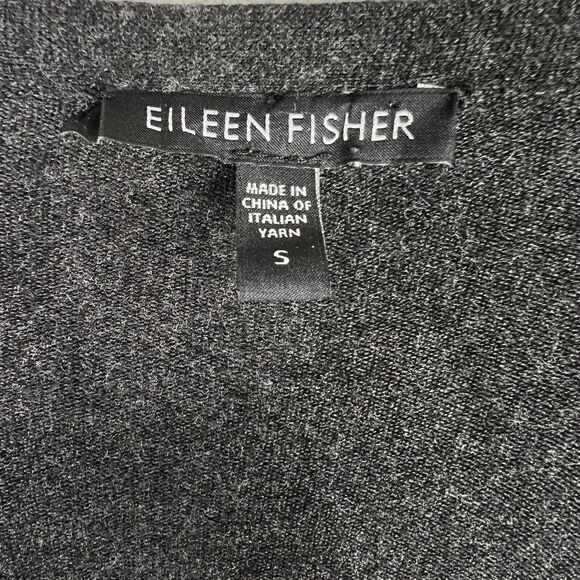 EILEEN FISHER
MADE IN
CHINA OF
ITALIAN
YARN
S